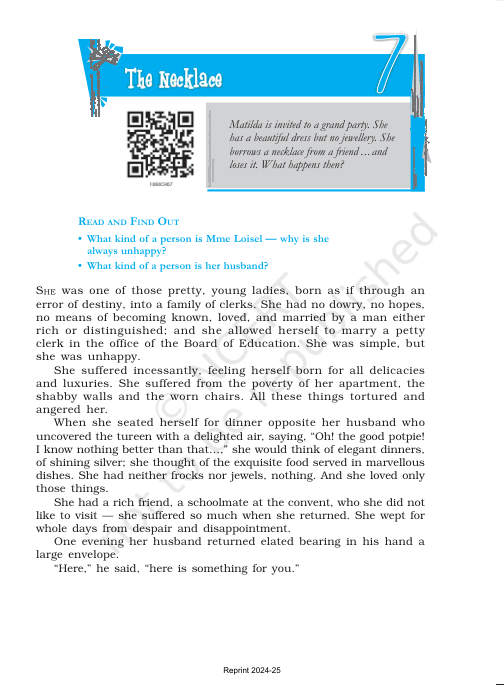 7
The Necklace
Matilda is invited to a grand party. She
has a beautiful dress but no jewellery. She
borrows a necklace from a friend ... and
loses it. What happens then?
1060CH07
READ AND FIND OUT
• What kind of a person is Mme Loisel — why is she
always unhappy?
• What kind of a person is her husband?
SHE was one of those pretty, young ladies, born as if through an
error of destiny, into a family of clerks. She had no dowry, no hopes,
no means of becoming known, loved, and married by a man either
rich or distinguished; and she allowed herself to marry a petty
clerk in the office of the Board of Education. She was simple, but
she was unhappy.
She suffered incessantly, feeling herself born for all delicacies
and luxuries. She suffered from the poverty of her apartment, the
shabby walls and the worn chairs. All these things tortured and
angered her.
When she seated herself for dinner opposite her husband who
uncovered the tureen with a delighted air, saying, “Oh! the good potpie!
I know nothing better than that...,” she would think of elegant dinners,
of shining silver; she thought of the exquisite food served in marvellous
dishes. She had neither frocks nor jewels, nothing. And she loved only
those things.
She had a rich friend, a schoolmate at the convent, who she did not
like to visit — she suffered so much when she returned. She wept for
whole days from despair and disappointment.
One evening her husband returned elated bearing in his hand a
large envelope.
“Here,” he said, “here is something for you.”
© NCERT
not to be republished
Reprint 2024-25